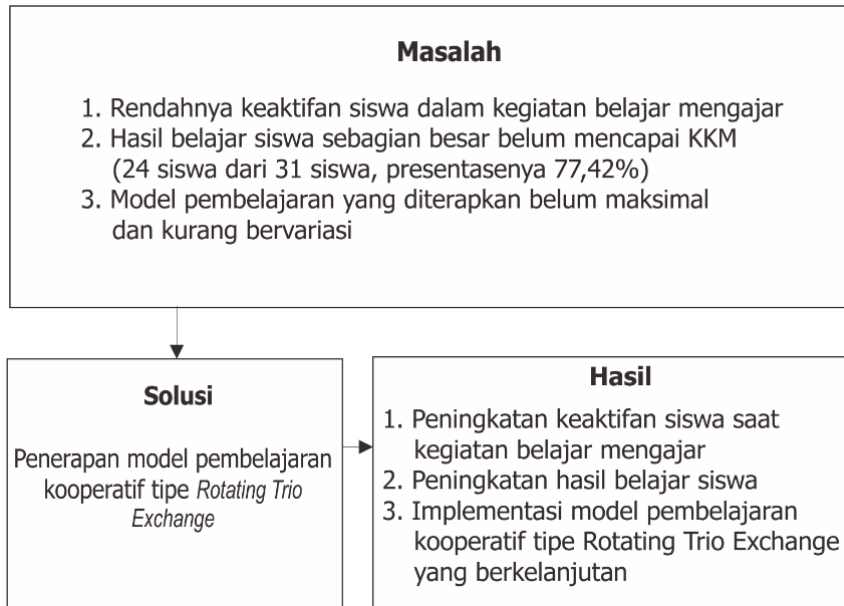 Masalah
1. Rendahnya keaktifan siswa dalam kegiatan belajar mengajar
2. Hasil belajar siswa sebagian besar belum mencapai KKM
(24 siswa dari 31 siswa, presentasenya 77,42%)
3. Model pembelajaran yang diterapkan belum maksimal
dan kurang bervariasi
Solusi
Penerapan model pembelajaran
kooperatif tipe Rotating Trio
Exchange
Hasil
1. Peningkatan keaktifan siswa saat
kegiatan belajar mengajar
2. Peningkatan hasil belajar siswa
3. Implementasi model pembelajaran
kooperatif tipe Rotating Trio Exchange
yang berkelanjutan